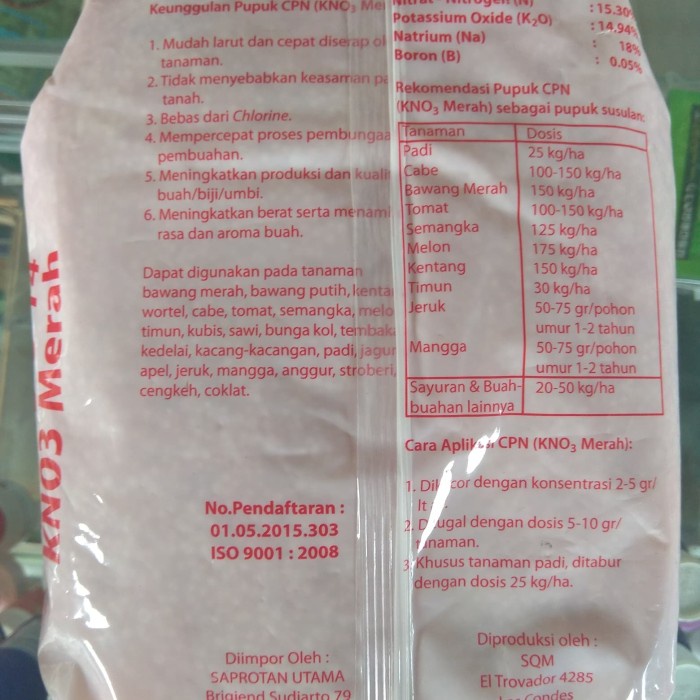 KNO3 Merah
Keunggulan Pupuk CPN (KNO3
1. Mudah larut dan cepat diserap
tanaman.
2. Tidak menyebabkan keasaman
tanah.
3. Bebas dari Chlorine.
4. Mempercepat proses
pembuahan.
5. Meningkatkan produksi dan
buah/biji/umbi.
6. Meningkatkan berat serta
rasa dan aroma buah.
Dapat digunakan pada tanaman
bawang merah, bawang putih,
wortel, cabe, tomat, semangka,
timun, kubis, sawi, bunga kol,
kedelai, kacang-kacangan, padi,
apel, jeruk, mangga, anggur, stroberi,
cengkeh, coklat.
No.Pendaftaran :
01.05.2015.303
ISO 9001 : 2008
Diimpor Oleh :
SAPROTAN UTAMA
Brigjend Sudiarto 79
: 15.30%
Potassium Oxide (K2O) : 14.94%
Natrium (Na) : 18%
Boron (B) : 0.05%
Rekomendasi Pupuk CPN
(KNO3 Merah) sebagai pupuk susulan:
Tanaman Dosis
Padi 25 kg/ha
Cabe 100-150 kg/ha
Bawang Merah 150 kg/ha
Tomat 100-150 kg/ha
Semangka 125 kg/ha
Melon 175 kg/ha
Kentang 150 kg/ha
Timun 30 kg/ha
Jeruk 50-75 gr/pohon
umur 1-2 tahun
Mangga 50-75 gr/pohon
umur 1-2 tahun
Sayuran & Buah- 20-50 kg/ha
buahan lainnya
Cara CPN (KNO3 Merah):
1. dengan konsentrasi 2-5 gr/
lt
2. dengan dosis 5-10 gr/
tanaman.
3. Khusus tanaman padi, ditabur
dengan dosis 25 kg/ha.
Diproduksi oleh :
SQM
El Trovador 4285
Condes